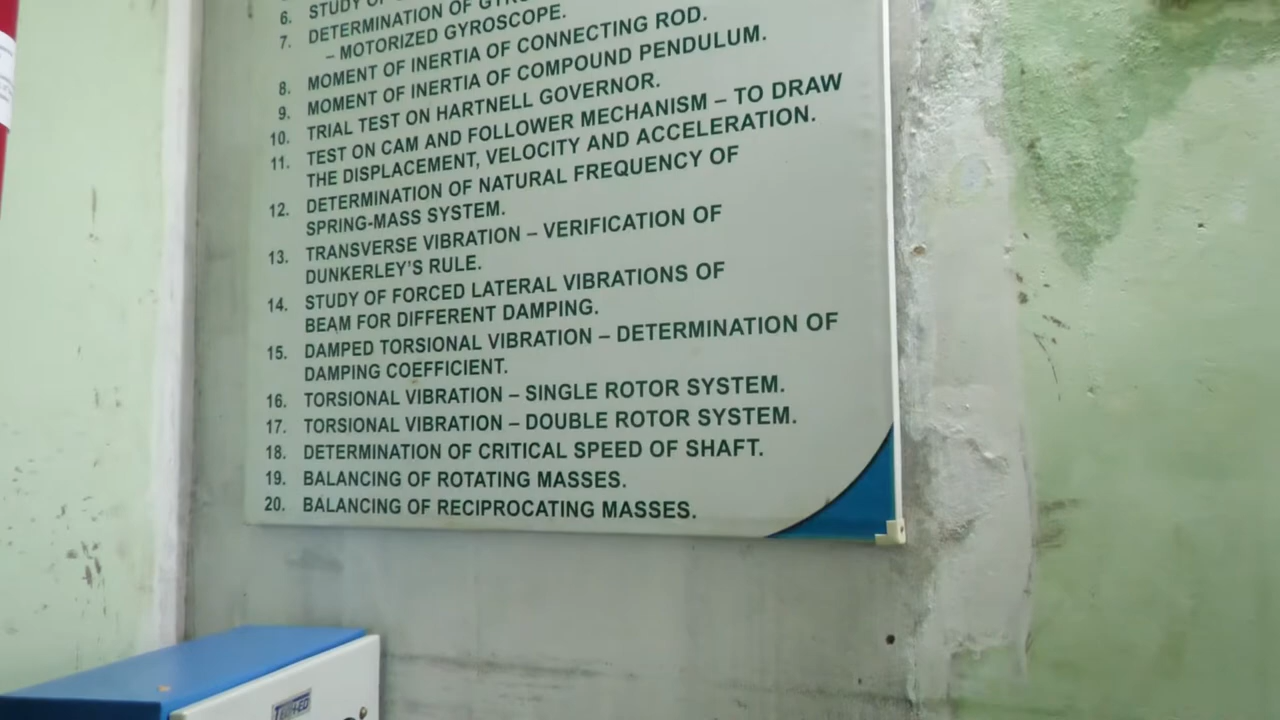 6. STUDY OF
7. DETERMINATION OF
– MOTORIZED GYROSCOPE.
8. MOMENT OF INERTIA OF CONNECTING ROD.
9. MOMENT OF INERTIA OF COMPOUND PENDULUM.
10. TRIAL TEST ON HARTNELL GOVERNOR.
11. TEST ON CAM AND FOLLOWER MECHANISM – TO DRAW
THE DISPLACEMENT, VELOCITY AND ACCELERATION.
12. DETERMINATION OF NATURAL FREQUENCY OF
SPRING-MASS SYSTEM.
13. TRANSVERSE VIBRATION – VERIFICATION OF
DUNKERLEY'S RULE.
14. STUDY OF FORCED LATERAL VIBRATIONS OF
BEAM FOR DIFFERENT DAMPING.
15. DAMPED TORSIONAL VIBRATION – DETERMINATION OF
DAMPING COEFFICIENT.
16. TORSIONAL VIBRATION – SINGLE ROTOR SYSTEM.
17. TORSIONAL VIBRATION – DOUBLE ROTOR SYSTEM.
18. DETERMINATION OF CRITICAL SPEED OF SHAFT.
19. BALANCING OF ROTATING MASSES.
20. BALANCING OF RECIPROCATING MASSES.